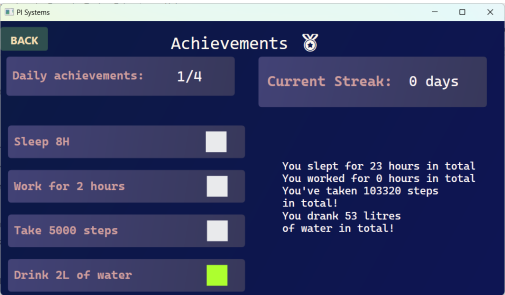 PI Systems
BACK
Achievements
Daily achievements: 1/4
Current Streak: 0 days
Sleep 8H
Work for 2 hours
Take 5000 steps
Drink 2L of water
You slept for 23 hours in total
You worked for 0 hours in total
You've taken 103320 steps
in total!
You drank 53 litres
of water in total!